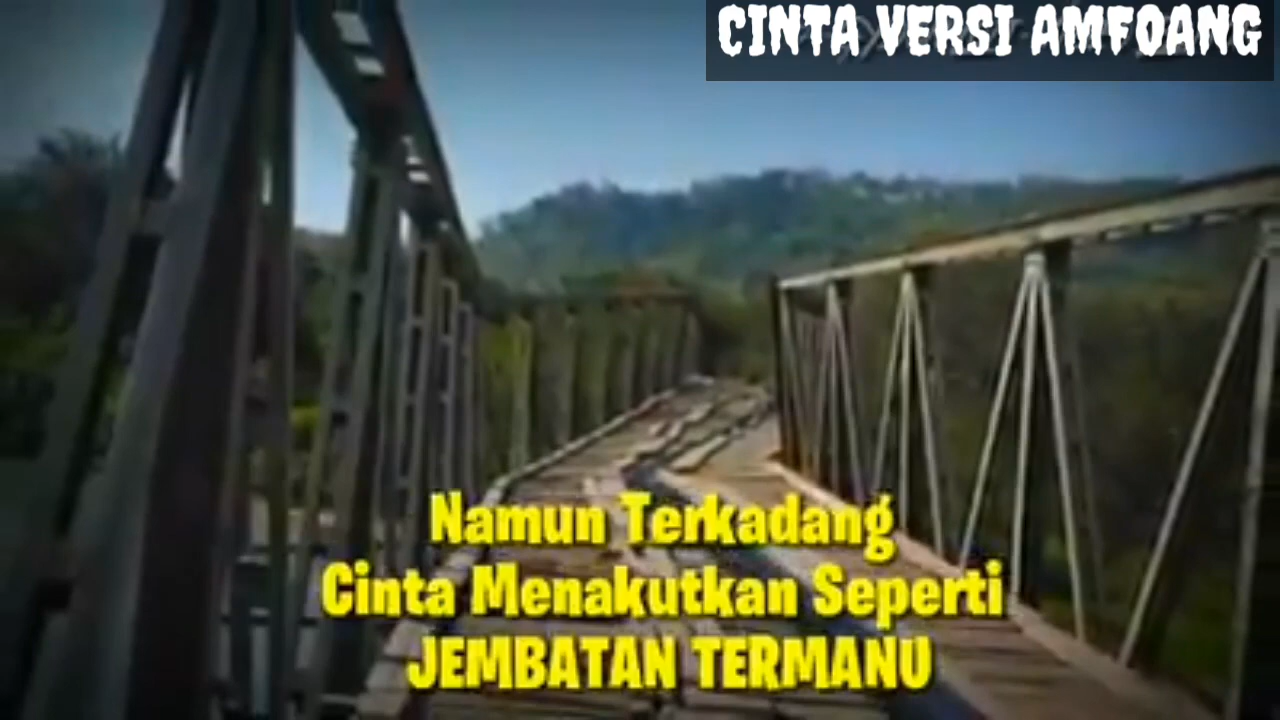 CINTA VERSI AMFOANG
Namun Terkadang
Cinta Menakutkan Seperti
JEMBATAN TERMANU